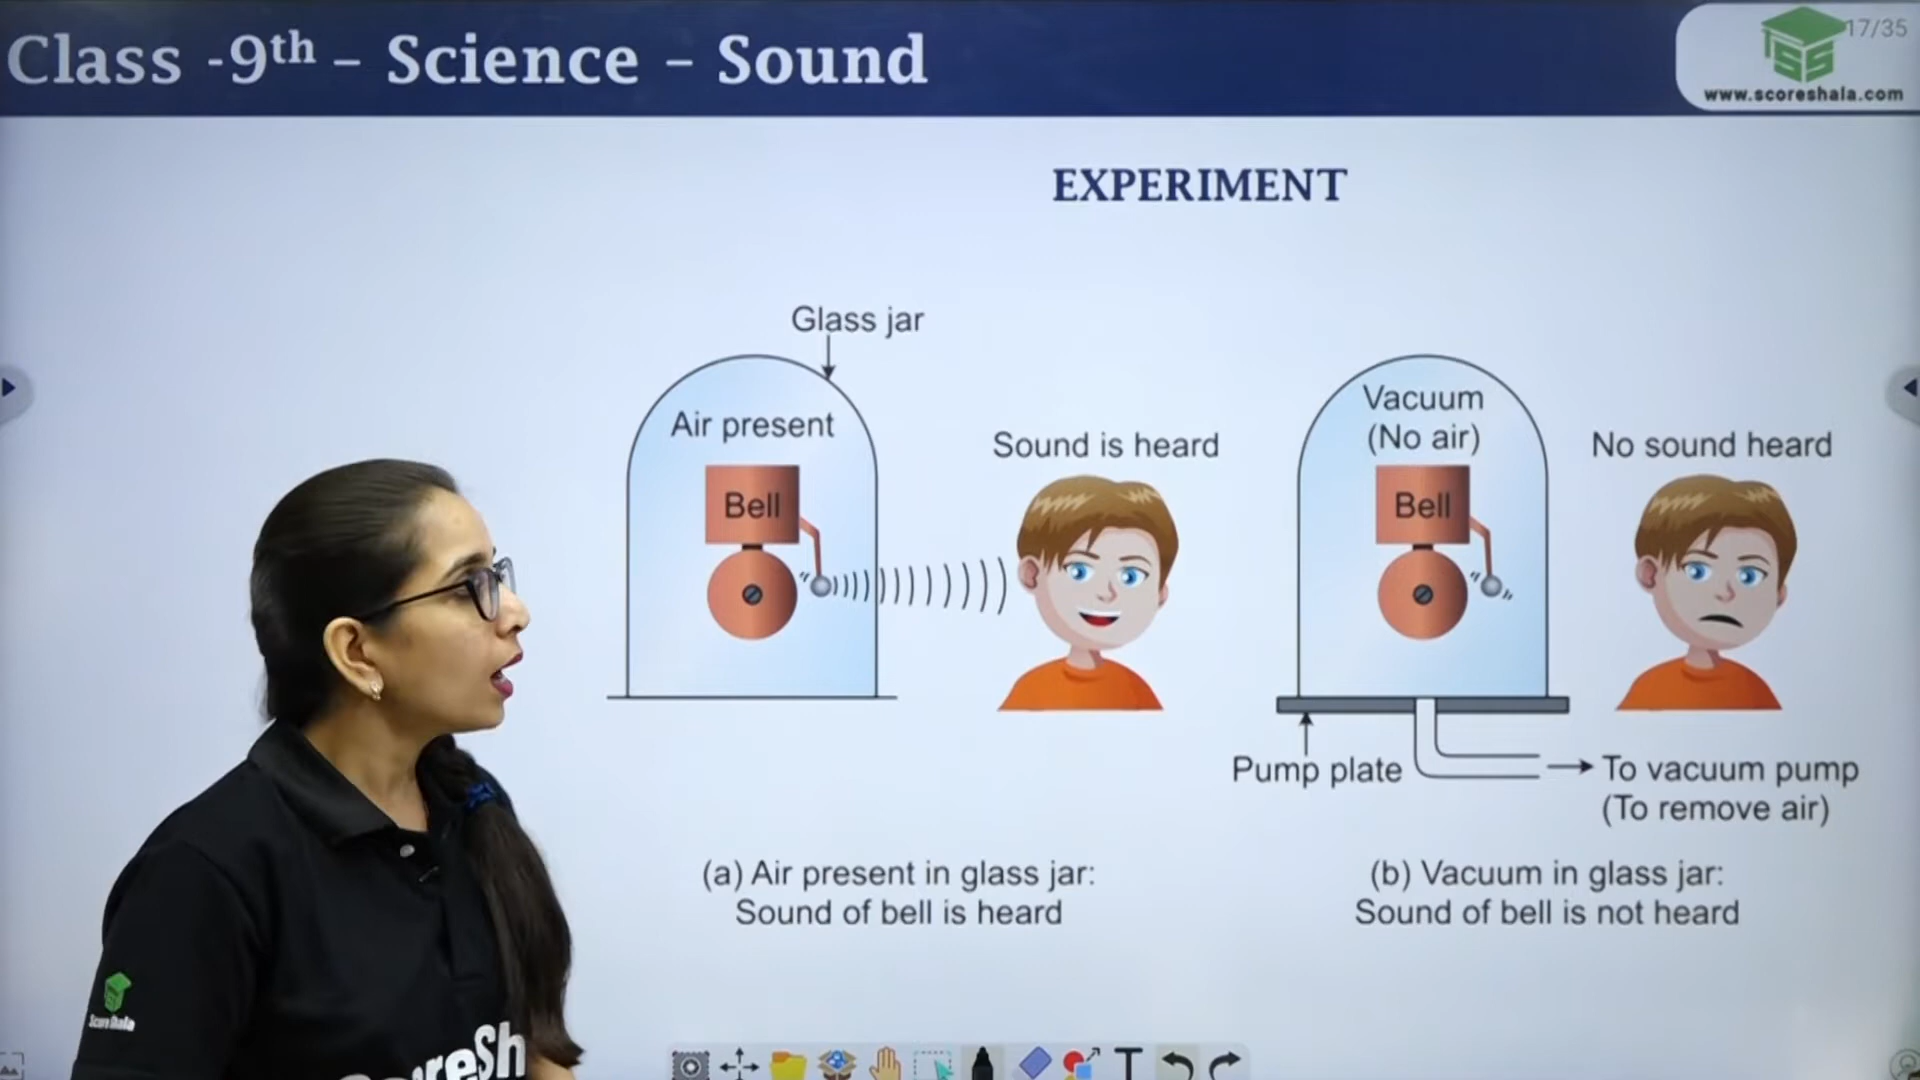 Class -9th – Science – Sound
17/35
www.scoreshala.com
EXPERIMENT
Glass jar
Air present
Bell
Sound is heard
Vacuum
(No air)
Bell
No sound heard
Pump plate
To vacuum pump
(To remove air)
(a) Air present in glass jar:
Sound of bell is heard
(b) Vacuum in glass jar:
Sound of bell is not heard
ScoreShala
reSh